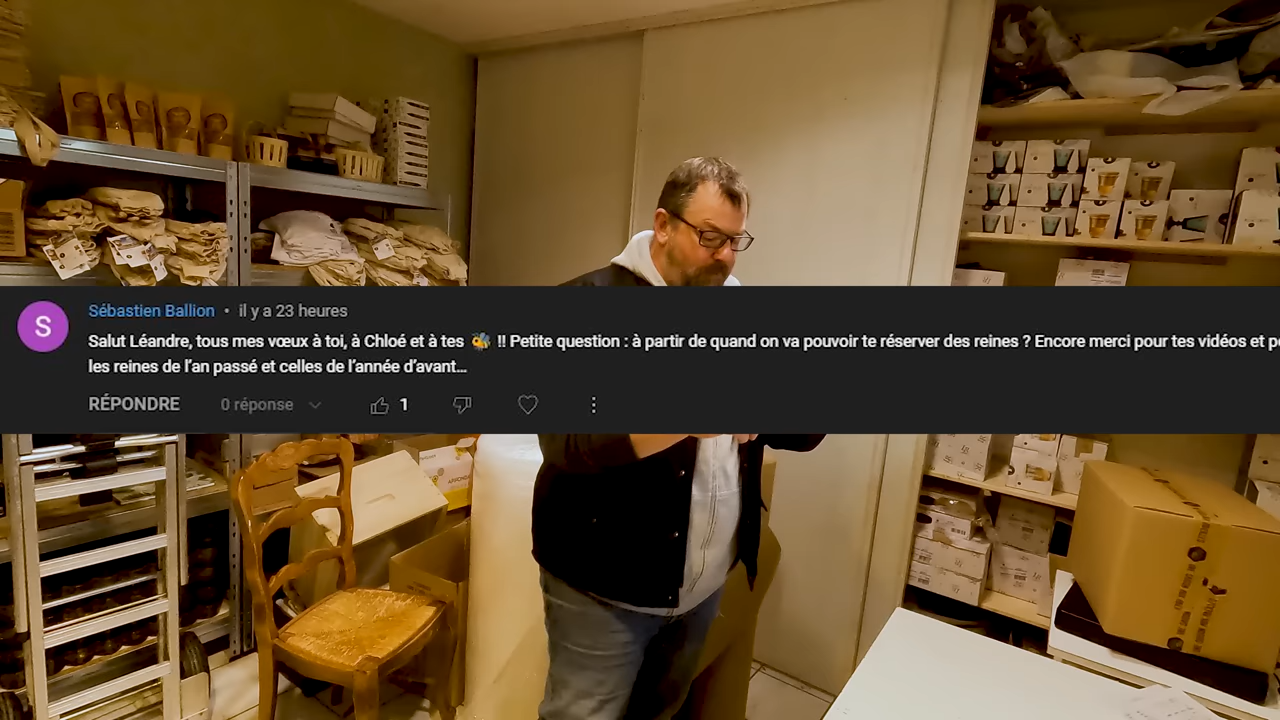 S
Sébastien Ballion • il y a 23 heures
Salut Léandre, tous mes vœux à toi, à Chloé et à tes 🐝 !! Petite question : à partir de quand on va pouvoir te réserver des reines ? Encore merci pour tes vidéos et
les reines de l'an passé et celles de l'année d'avant…
RÉPONDRE 0 réponse 1